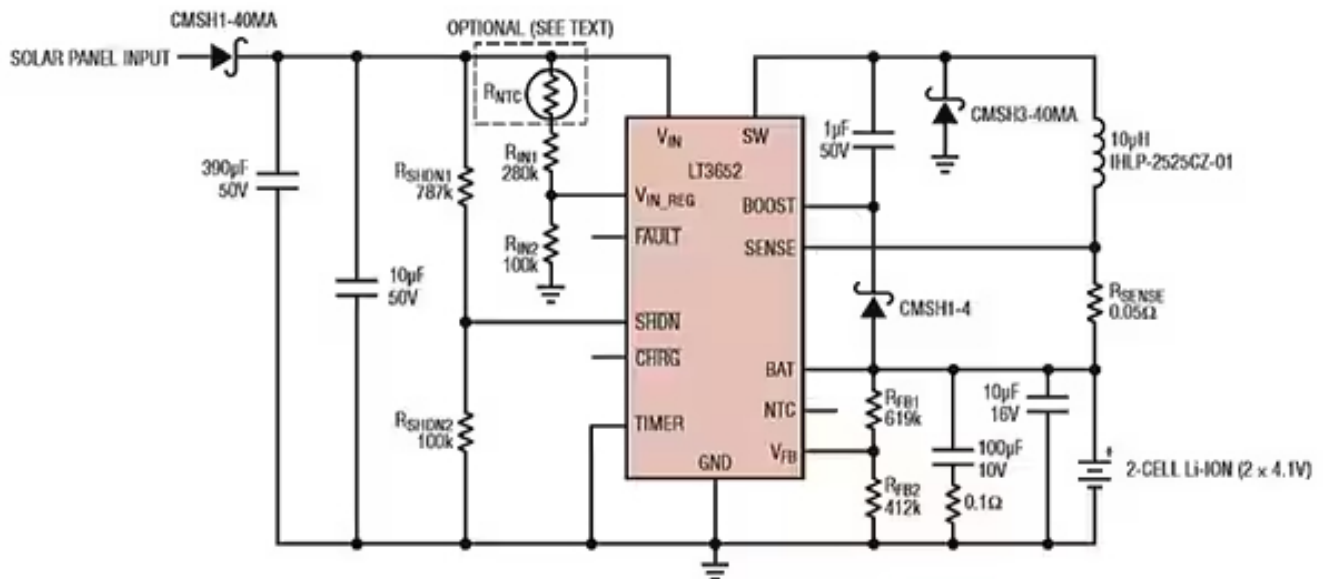 CMSH1-40MA
SOLAR PANEL INPUT
OPTIONAL (SEE TEXT)
RNTC
390µF
50V
10µF
50V
RSHDN1
787k
RSHDN2
100k
RIN1
280k
RIN2
100k
VIN
SW
LT3652
VIN_REG
FAULT
SHDN
CHRG
TIMER
GND
BOOST
SENSE
BAT
NTC
VFB
1µF
50V
CMSH3-40MA
10µH
IHLP-2525CZ-01
CMSH1-4
RSENSE
0.05Ω
RFB1
619k
RFB2
412k
100µF
10V
0.1Ω
10µF
16V
+
2-CELL Li-ION (2 x 4.1V)